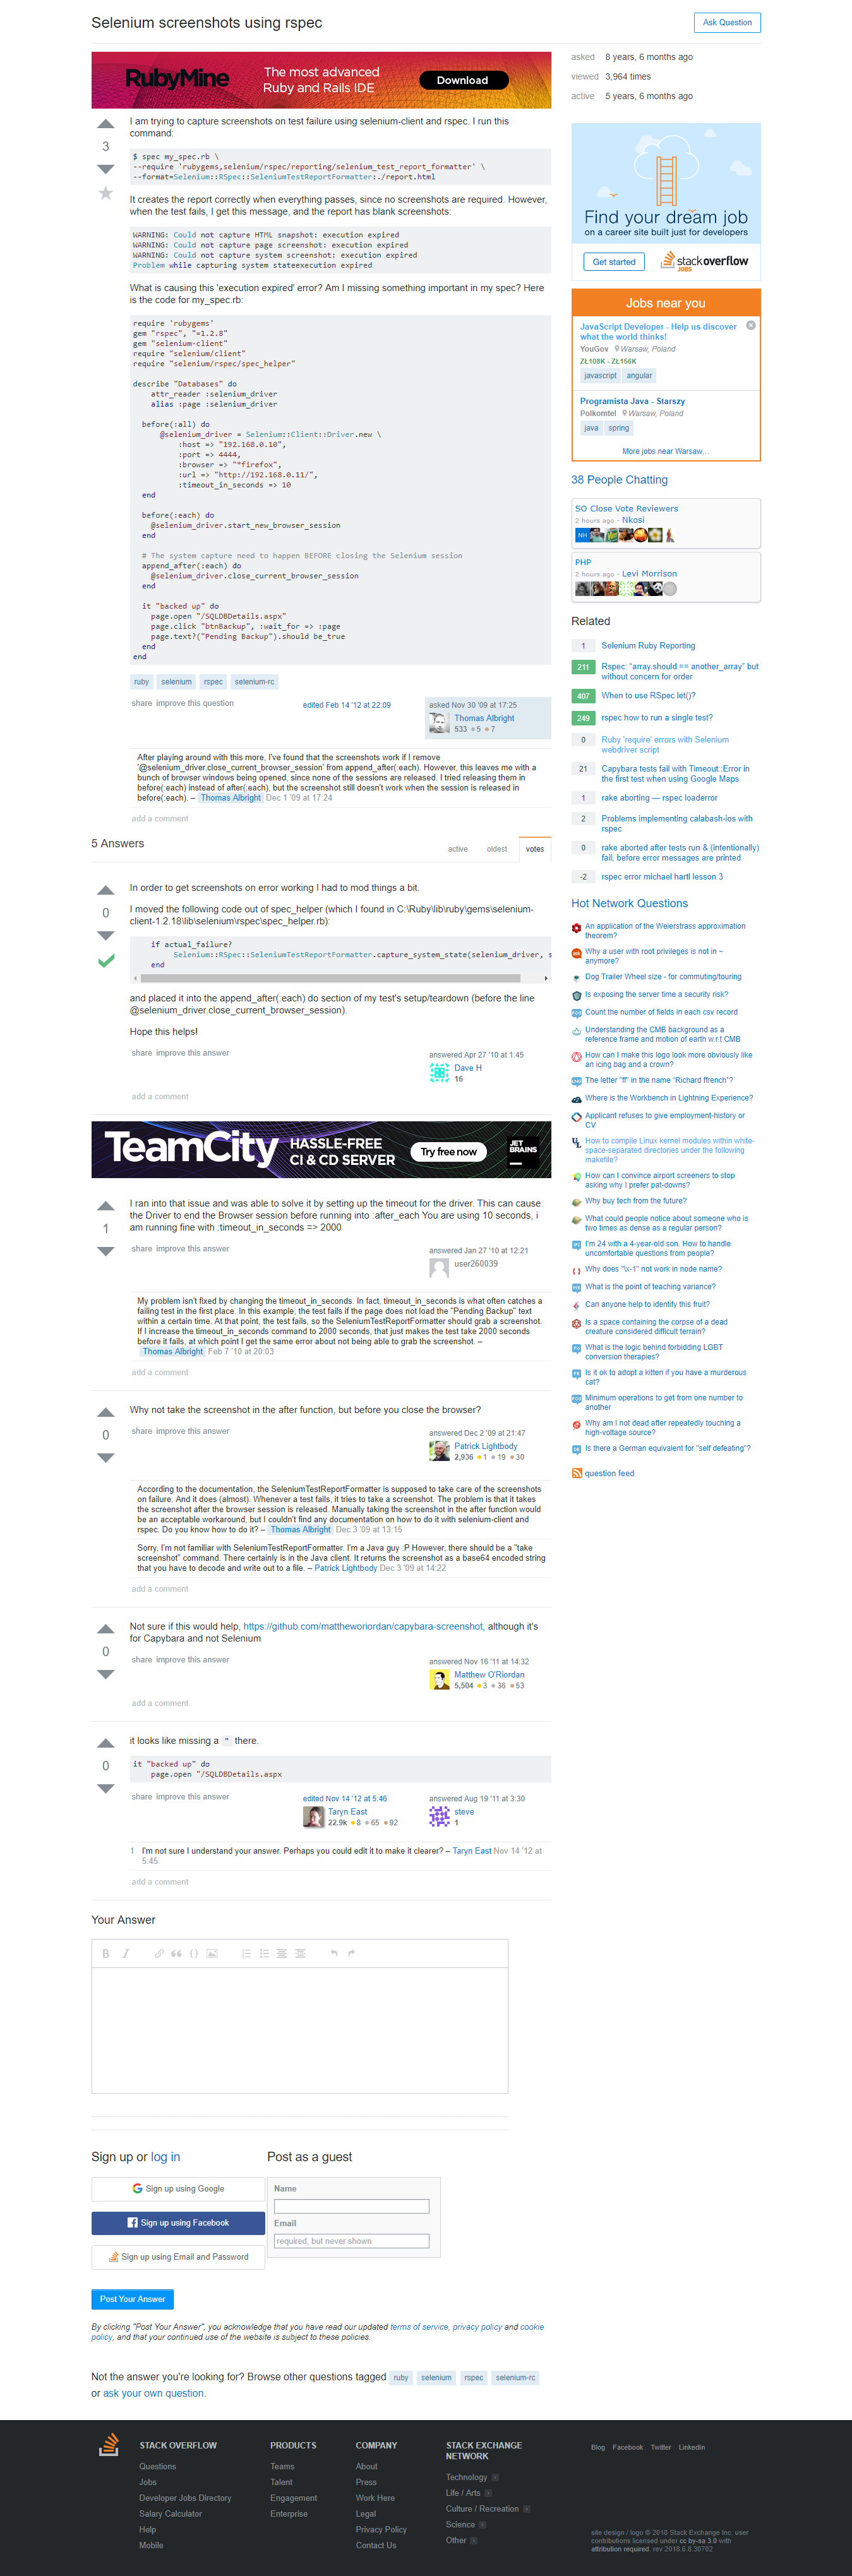 Selenium screenshots using rspec
Ask Question
RubyMine
The most advanced
Ruby and Rails IDE
Download
3
I am trying to capture screenshots on test failure using selenium-client and rspec. I run this
command:
$ spec my_spec.rb \
--require 'rubygems,selenium/rspec/reporting/selenium_test_report_formatter' \
--format=Selenium::RSpec::SeleniumTestReportFormatter:./report.html
It creates the report correctly when everything passes, since no screenshots are required. However,
when the test fails, I get this message, and the report has blank screenshots:
WARNING: Could not capture HTML snapshot: execution expired
WARNING: Could not capture page screenshot: execution expired
WARNING: Could not capture system screenshot: execution expired
Problem while capturing system stateexecution expired
What is causing this 'execution expired' error? Am I missing something important in my spec? Here
is the code for my_spec.rb:
require 'rubygems'
gem "rspec", "=1.2.8"
gem "selenium-client"
require "selenium/client"
require "selenium/rspec/spec_helper"
describe "Databases" do
attr_reader :selenium_driver
alias :page :selenium_driver
before(:all) do
@selenium_driver = Selenium::Client::Driver.new \
:host => "192.168.0.10",
:port => 4444,
:browser => "*firefox",
:url => "http://192.168.0.11/",
:timeout_in_seconds => 10
end
before(:each) do
@selenium_driver.start_new_browser_session
end
# The system capture need to happen BEFORE closing the Selenium session
append_after(:each) do
@selenium_driver.close_current_browser_session
end
it "backed up" do
page.open "/SQLDBDetails.aspx"
page.click "btnBackup", :wait_for => :page
page.text?("Pending Backup").should be_true
end
end
ruby selenium rspec selenium-rc
share improve this question
edited Feb 14 '12 at 22:09
asked Nov 30 '09 at 17:25
Thomas Albright
533 5 7
After playing around with this more, I've found that the screenshots work if I remove
'@selenium_driver.close_current_browser_session' from append_after(:each). However, this leaves me with a
bunch of browser windows being opened, since none of the sessions are released. I tried releasing them in
before(:each) instead of after(:each), but the screenshot still doesn't work when the session is released in
before(:each). – Thomas Albright Dec 1 '09 at 17:24
add a comment
5 Answers
active oldest votes
0
In order to get screenshots on error working I had to mod things a bit.
I moved the following code out of spec_helper (which I found in C:\Ruby\lib\ruby\gems\selenium-
client-1.2.18\lib\selenium\rspec\spec_helper.rb):
if actual_failure?
Selenium::RSpec::SeleniumTestReportFormatter.capture_system_state(selenium_driver, s
end
and placed it into the append_after(:each) do section of my test's setup/teardown (before the line
@selenium_driver.close_current_browser_session).
Hope this helps!
share improve this answer
answered Apr 27 '10 at 1:45
Dave H
16
add a comment
TeamCity
HASSLE-FREE
CI & CD SERVER
Try free now
JET
BRAINS
1
I ran into that issue and was able to solve it by setting up the timeout for the driver. This can cause
the Driver to end the Browser session before running into :after_each You are using 10 seconds, i
am running fine with :timeout_in_seconds => 2000
share improve this answer
answered Jan 27 '10 at 12:21
user260039
My problem isn't fixed by changing the timeout_in_seconds. In fact, timeout_in_seconds is what often catches a
failing test in the first place. In this example, the test fails if the page does not load the "Pending Backup" text
within a certain time. At that point, the test fails, so the SeleniumTestReportFormatter should grab a screenshot.
If I increase the timeout_in_seconds command to 2000 seconds, that just makes the test take 2000 seconds
before it fails, at which point I get the same error about not being able to grab the screenshot. –
Thomas Albright Feb 7 '10 at 20:03
add a comment
0
Why not take the screenshot in the after function, but before you close the browser?
share improve this answer
answered Dec 2 '09 at 21:47
Patrick Lightbody
2,936 1 19 30
According to the documentation, the SeleniumTestReportFormatter is supposed to take care of the screenshots
on failure. And it does (almost). Whenever a test fails, it tries to take a screenshot. The problem is that it takes
the screenshot after the browser session is released. Manually taking the screenshot in the after function would
be an acceptable workaround, but I couldn't find any documentation on how to do it with selenium-client and
rspec. Do you know how to do it? – Thomas Albright Dec 3 '09 at 13:15
Sorry, I'm not familiar with SeleniumTestReportFormatter. I'm a Java guy :P However, there should be a "take
screenshot" command. There certainly is in the Java client. It returns the screenshot as a base64 encoded string
that you have to decode and write out to a file. – Patrick Lightbody Dec 3 '09 at 14:22
add a comment
0
Not sure if this would help, https://github.com/mattheworiordan/capybara-screenshot, although it's
for Capybara and not Selenium
share improve this answer
answered Nov 16 '11 at 14:32
Matthew O'Riordan
5,504 3 36 53
add a comment
0
it looks like missing a " there.
it "backed up" do
page.open "/SQLDBDetails.aspx
share improve this answer
edited Nov 14 '12 at 5:46
Taryn East
22.9k 8 65 92
answered Aug 19 '11 at 3:30
steve
1
1 I'm not sure I understand your answer. Perhaps you could edit it to make it clearer? – Taryn East Nov 14 '12 at
5:45
add a comment
Your Answer
Sign up or log in
Sign up using Google
Sign up using Facebook
Sign up using Email and Password
Post as a guest
Name
Email
required, but never shown
Post Your Answer
By clicking "Post Your Answer", you acknowledge that you have read our updated terms of service, privacy policy and cookie
policy, and that your continued use of the website is subject to these policies.
Not the answer you're looking for? Browse other questions tagged ruby selenium rspec selenium-rc
or ask your own question.
asked 8 years, 6 months ago
viewed 3,964 times
active 5 years, 6 months ago
Find your dream job
on a career site built just for developers
Get started
stackoverflow
JOBS
Jobs near you
JavaScript Developer - Help us discover
what the world thinks!
YouGov Warsaw, Poland
ZŁ108K - ZŁ156K
javascript angular
Programista Java - Starszy
Polkomtel Warsaw, Poland
java spring
More jobs near Warsaw…
38 People Chatting
SO Close Vote Reviewers
2 hours ago - Nkosi
NH
PHP
2 hours ago - Levi Morrison
Related
1 Selenium Ruby Reporting
211 Rspec: "array.should == another_array" but
without concern for order
407 When to use RSpec let()?
249 rspec how to run a single test?
0 Ruby 'require' errors with Selenium
webdriver script
21 Capybara tests fail with Timeout::Error in
the first test when using Google Maps
1 rake aborting — rspec loaderror
2 Problems implementing calabash-ios with
rspec
0 rake aborted after tests run & (intentionally)
fail, before error messages are printed
-2 rspec error michael hartl lesson 3
Hot Network Questions
An application of the Weierstrass approximation
theorem?
Why a user with root privileges is not in ~
anymore?
Dog Trailer Wheel size - for commuting/touring
Is exposing the server time a security risk?
Count the number of fields in each csv record
Understanding the CMB background as a
reference frame and motion of earth w.r.t CMB
How can I make this logo look more obviously like
an icing bag and a crown?
The letter "ff" in the name "Richard ffrench"?
Where is the Workbench in Lightning Experience?
Applicant refuses to give employment-history or
CV
How to compile Linux kernel modules within white-
space-separated directories under the following
makefile?
How can I convince airport screeners to stop
asking why I prefer pat-downs?
Why buy tech from the future?
What could people notice about someone who is
two times as dense as a regular person?
I'm 24 with a 4-year-old son. How to handle
uncomfortable questions from people?
Why does "\x-1" not work in node name?
What is the point of teaching variance?
Can anyone help to identify this fruit?
Is a space containing the corpse of a dead
creature considered difficult terrain?
What is the logic behind forbidding LGBT
conversion therapies?
Is it ok to adopt a kitten if you have a murderous
cat?
Minimum operations to get from one number to
another
Why am I not dead after repeatedly touching a
high-voltage source?
Is there a German equivalent for "self defeating"?
question feed
STACK OVERFLOW
Questions
Jobs
Developer Jobs Directory
Salary Calculator
Help
Mobile
PRODUCTS
Teams
Talent
Engagement
Enterprise
COMPANY
About
Press
Work Here
Legal
Privacy Policy
Contact Us
STACK EXCHANGE
NETWORK
Technology
Life / Arts
Culture / Recreation
Science
Other
Blog Facebook Twitter LinkedIn
site design / logo © 2018 Stack Exchange Inc; user
contributions licensed under cc by-sa 3.0 with
attribution required. rev 2018.6.8.30702